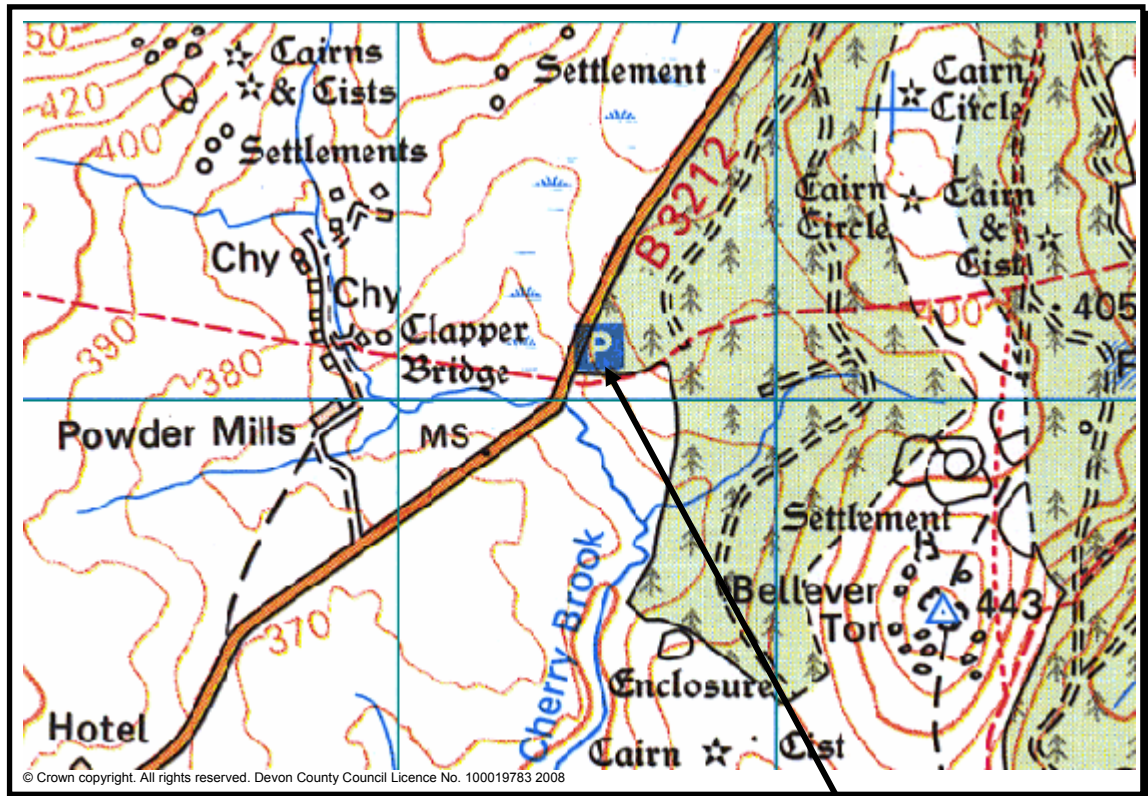 50
420
400
Cairns
& Cists
Settlements
Settlement
Cairn
Circle
B 3212
Cairn
Circle
Cairn
&
Cist
Chy
Chy
Clapper
Bridge
P
400
405
390
380
Powder Mills
MS
Settlement
Bellever
Tor
443
370
Cherry Brook
Enclosure
Hotel
Cairn
Cist
© Crown copyright. All rights reserved. Devon County Council Licence No. 100019783 2008